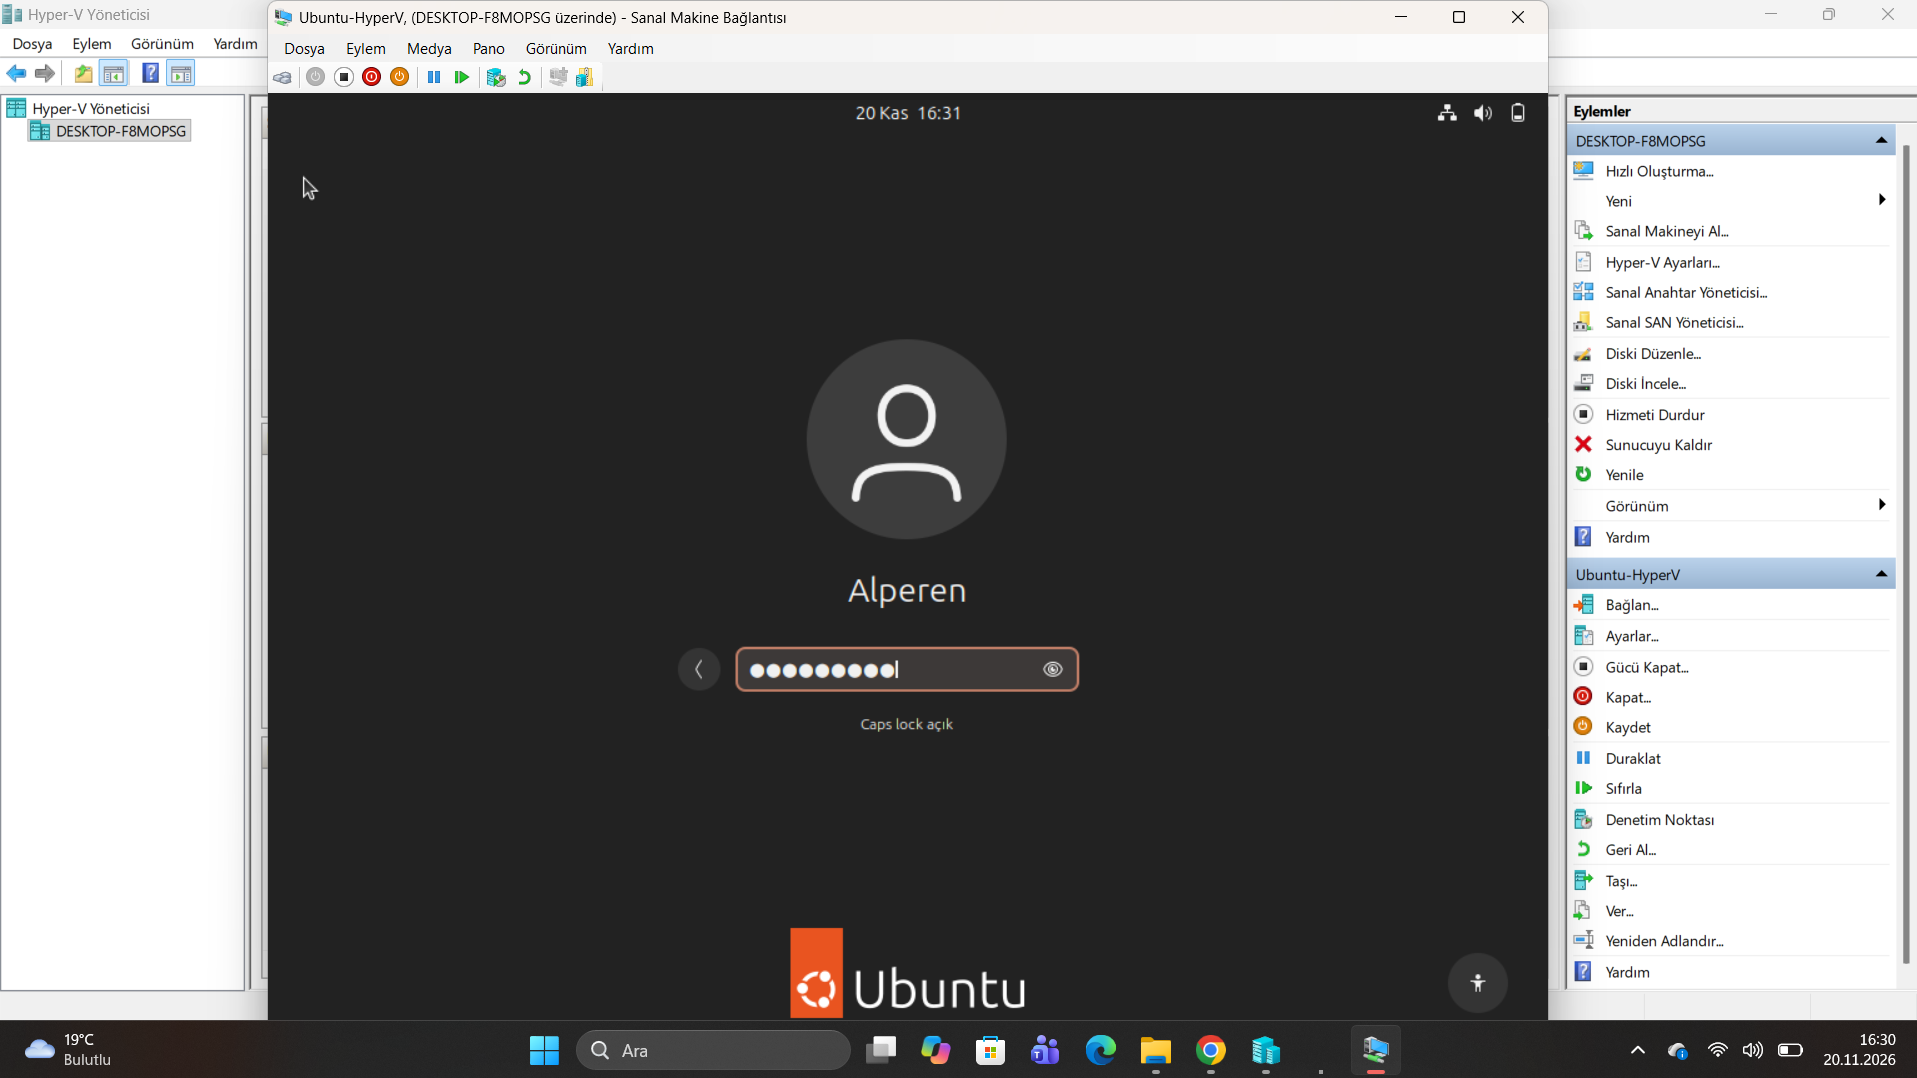 Hyper-V Yöneticisi
Dosya Eylem Görünüm Yardım
Hyper-V Yöneticisi
DESKTOP-F8MOPSG
Ubuntu-HyperV, (DESKTOP-F8MOPSG üzerinde) - Sanal Makine Bağlantısı
Dosya Eylem Medya Pano Görünüm Yardım
20 Kas 16:31
Alperen
Caps lock açık
Ubuntu
Eylemler
DESKTOP-F8MOPSG
Hızlı Oluşturma...
Yeni
Sanal Makineyi Al...
Hyper-V Ayarları...
Sanal Anahtar Yöneticisi...
Sanal SAN Yöneticisi...
Diski Düzenle...
Diski İncele...
Hizmeti Durdur
Sunucuyu Kaldır
Yenile
Görünüm
Yardım
Ubuntu-HyperV
Bağlan...
Ayarlar...
Gücü Kapat...
Kapat...
Kaydet
Duraklat
Sıfırla
Denetim Noktası
Geri Al...
Taşı...
Ver...
Yeniden Adlandır...
Yardım
19°C
Bulutlu
Ara
16:30
20.11.2026